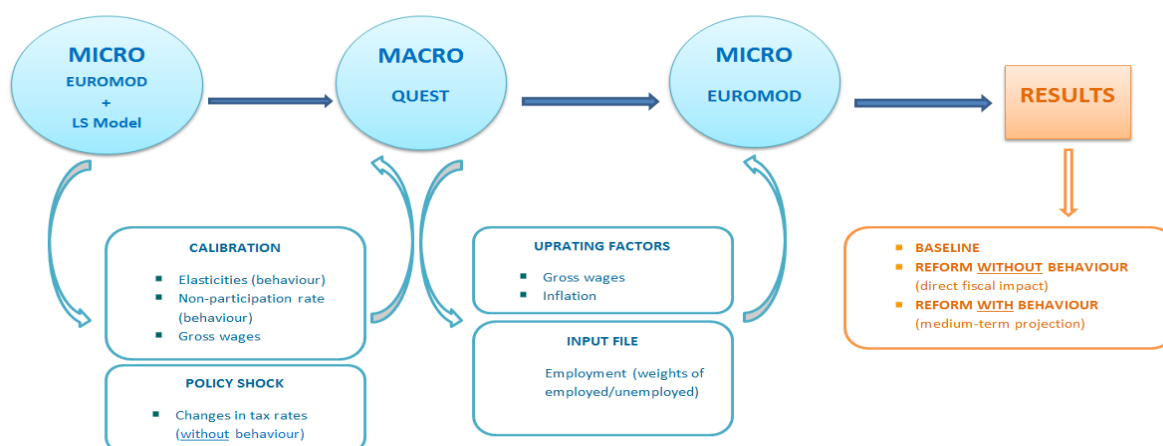 MICRO
EUROMOD
+
LS Model
MACRO
QUEST
MICRO
EUROMOD
RESULTS
CALIBRATION
Elasticities (behaviour)
Non-participation rate
(behaviour)
Gross wages
POLICY SHOCK
Changes in tax rates
(without behaviour)
UPRATING FACTORS
Gross wages
Inflation
INPUT FILE
Employment (weights of
employed/unemployed)
BASELINE
REFORM WITHOUT BEHAVIOUR
(direct fiscal impact)
REFORM WITH BEHAVIOUR
(medium-term projection)